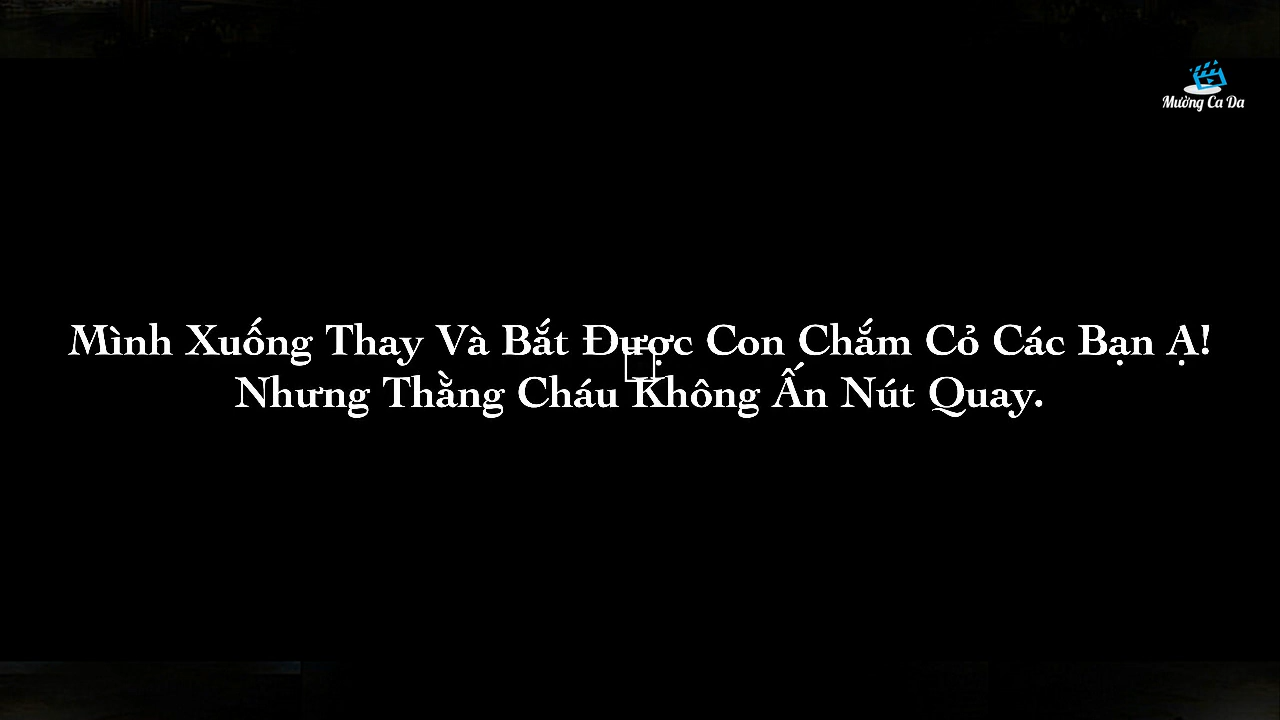 Mường Ca Da
Mình Xuống Thay Và Bắt Được Con Chắm Cỏ Các Bạn Ạ!
Nhưng Thằng Cháu Không Ấn Nút Quay.